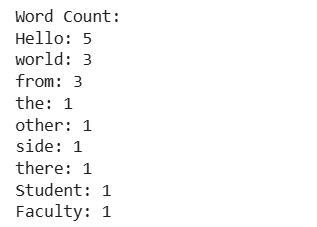 Word Count:
Hello: 5
world: 3
from: 3
the: 1
other: 1
side: 1
there: 1
Student: 1
Faculty: 1